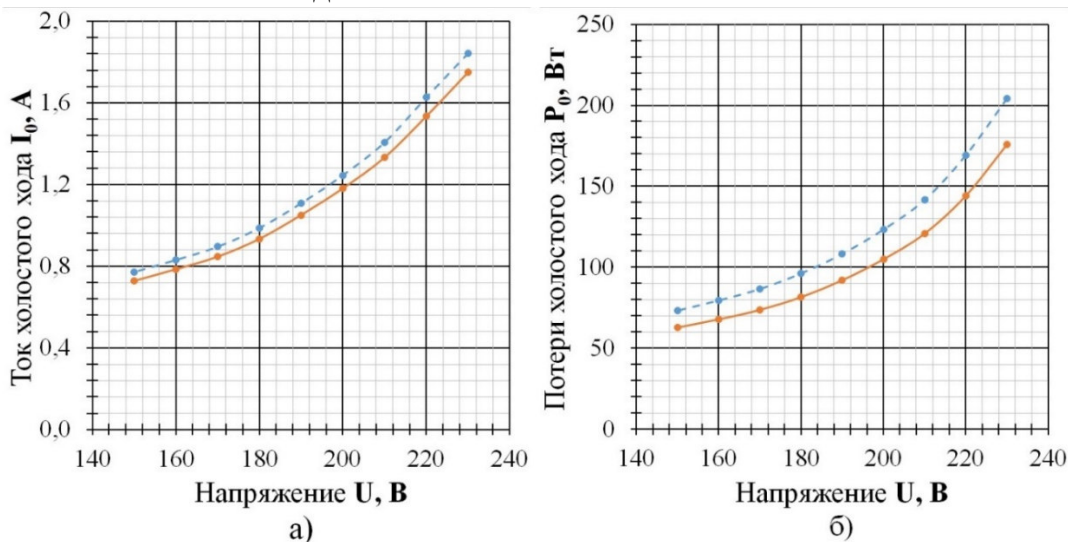 Ток холостого хода I₀, А
2,0
1,6
1,2
0,8
0,4
0,0
140 160 180 200 220 240
Напряжение U, В
а)
Потери холостого хода P₀, Вт
250
200
150
100
50
0
140 160 180 200 220 240
Напряжение U, В
б)